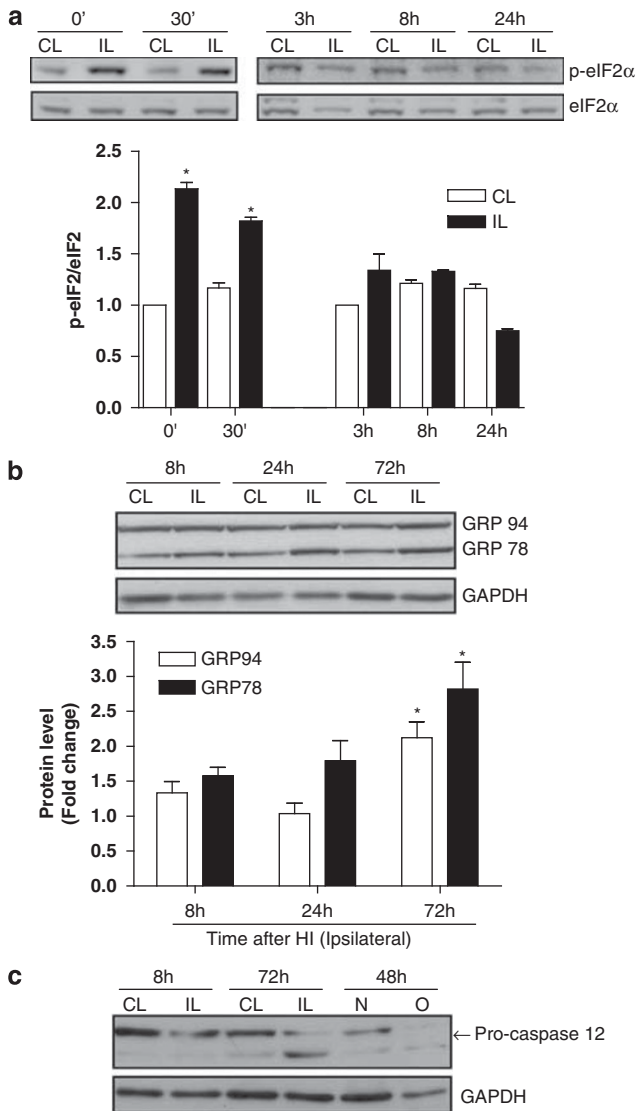 a
0' 30' 3h 8h 24h
CL IL CL IL CL IL CL IL CL IL
p-eIF2α
eIF2α
2.5
2.0
1.5
1.0
0.5
0.0
p-eIF2/eIF2
* *
CL
IL
0' 30' 3h 8h 24h
b
8h 24h 72h
CL IL CL IL CL IL
GRP 94
GRP 78
GAPDH
3.5
3.0
2.5
2.0
1.5
1.0
0.5
0.0
Protein level
(Fold change)
GRP94
GRP78
* *
8h 24h 72h
Time after HI (Ipsilateral)
c
8h 72h 48h
CL IL CL IL N O
← Pro-caspase 12
GAPDH